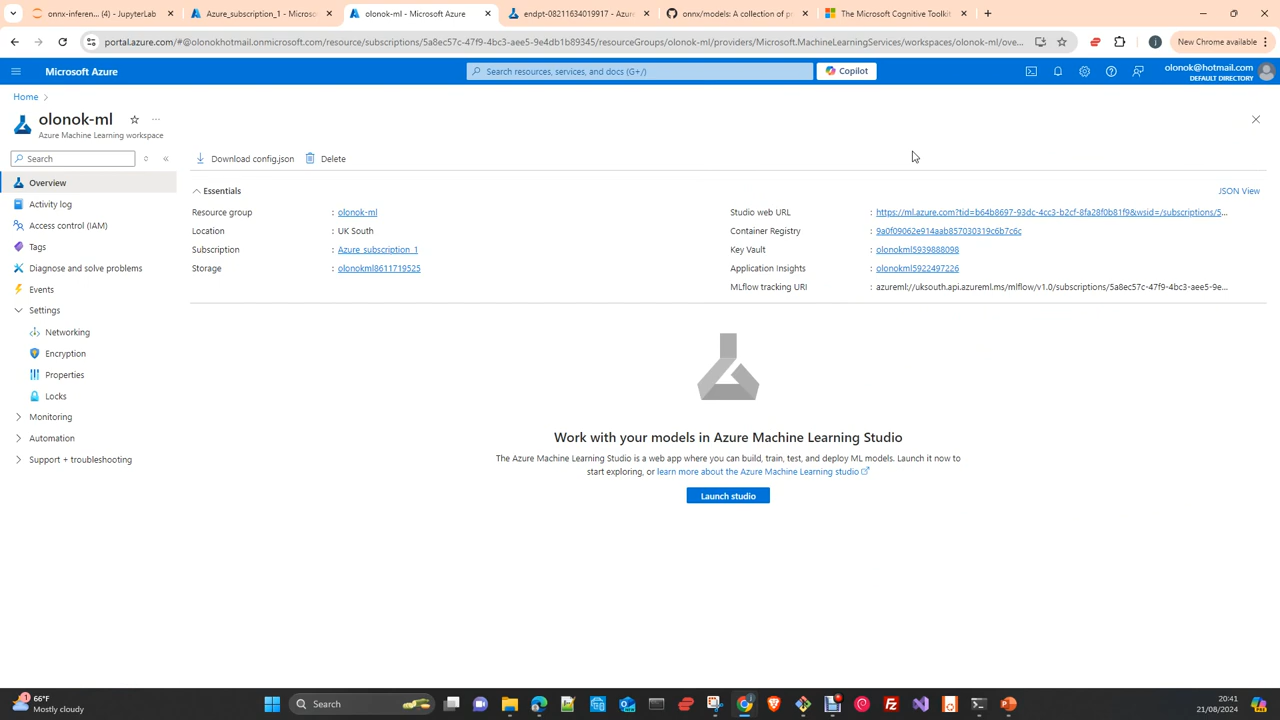 onnx-inferen... (4) - JupyterLab
Azure_subscription_1 - Microso
olonok-ml - Microsoft Azure
endpt-08211634019917 - Azure
onnx/models: A collection of p
The Microsoft Cognitive Toolkit
portal.azure.com/#@olonokhotmail.onmicrosoft.com/resource/subscriptions/5a8ec57c-47f9-4bc3-aee5-9e4db1b89345/resourceGroups/olonok-ml/providers/Microsoft.MachineLearningServices/workspaces/olonok-ml/ove...
New Chrome available
Microsoft Azure
Search resources, services, and docs (G+/)
Copilot
olonok@hotmail.com
DEFAULT DIRECTORY
Home
olonok-ml
Azure Machine Learning workspace
Search
Download config.json
Delete
Overview
Activity log
Access control (IAM)
Tags
Diagnose and solve problems
Events
Settings
Networking
Encryption
Properties
Locks
Monitoring
Automation
Support + troubleshooting
Essentials
JSON View
Resource group : olonok-ml
Location : UK South
Subscription : Azure_subscription_1
Storage : olonokml8611719525
Studio web URL : https://ml.azure.com?tid=b64b8697-93dc-4cc3-b2cf-8fa28f0b81f9&wsid=/subscriptions/5...
Container Registry : 9a0f09062e914aab857030319c6b7c6c
Key Vault : olonokml5939888098
Application Insights : olonokml5922497226
MLflow tracking URI : azureml://uksouth.api.azureml.ms/mlflow/v1.0/subscriptions/5a8ec57c-47f9-4bc3-aee5-9e...
Work with your models in Azure Machine Learning Studio
The Azure Machine Learning Studio is a web app where you can build, train, test, and deploy ML models. Launch it now to
start exploring, or learn more about the Azure Machine Learning studio
Launch studio
66°F
Mostly cloudy
Search
20:41
21/08/2024